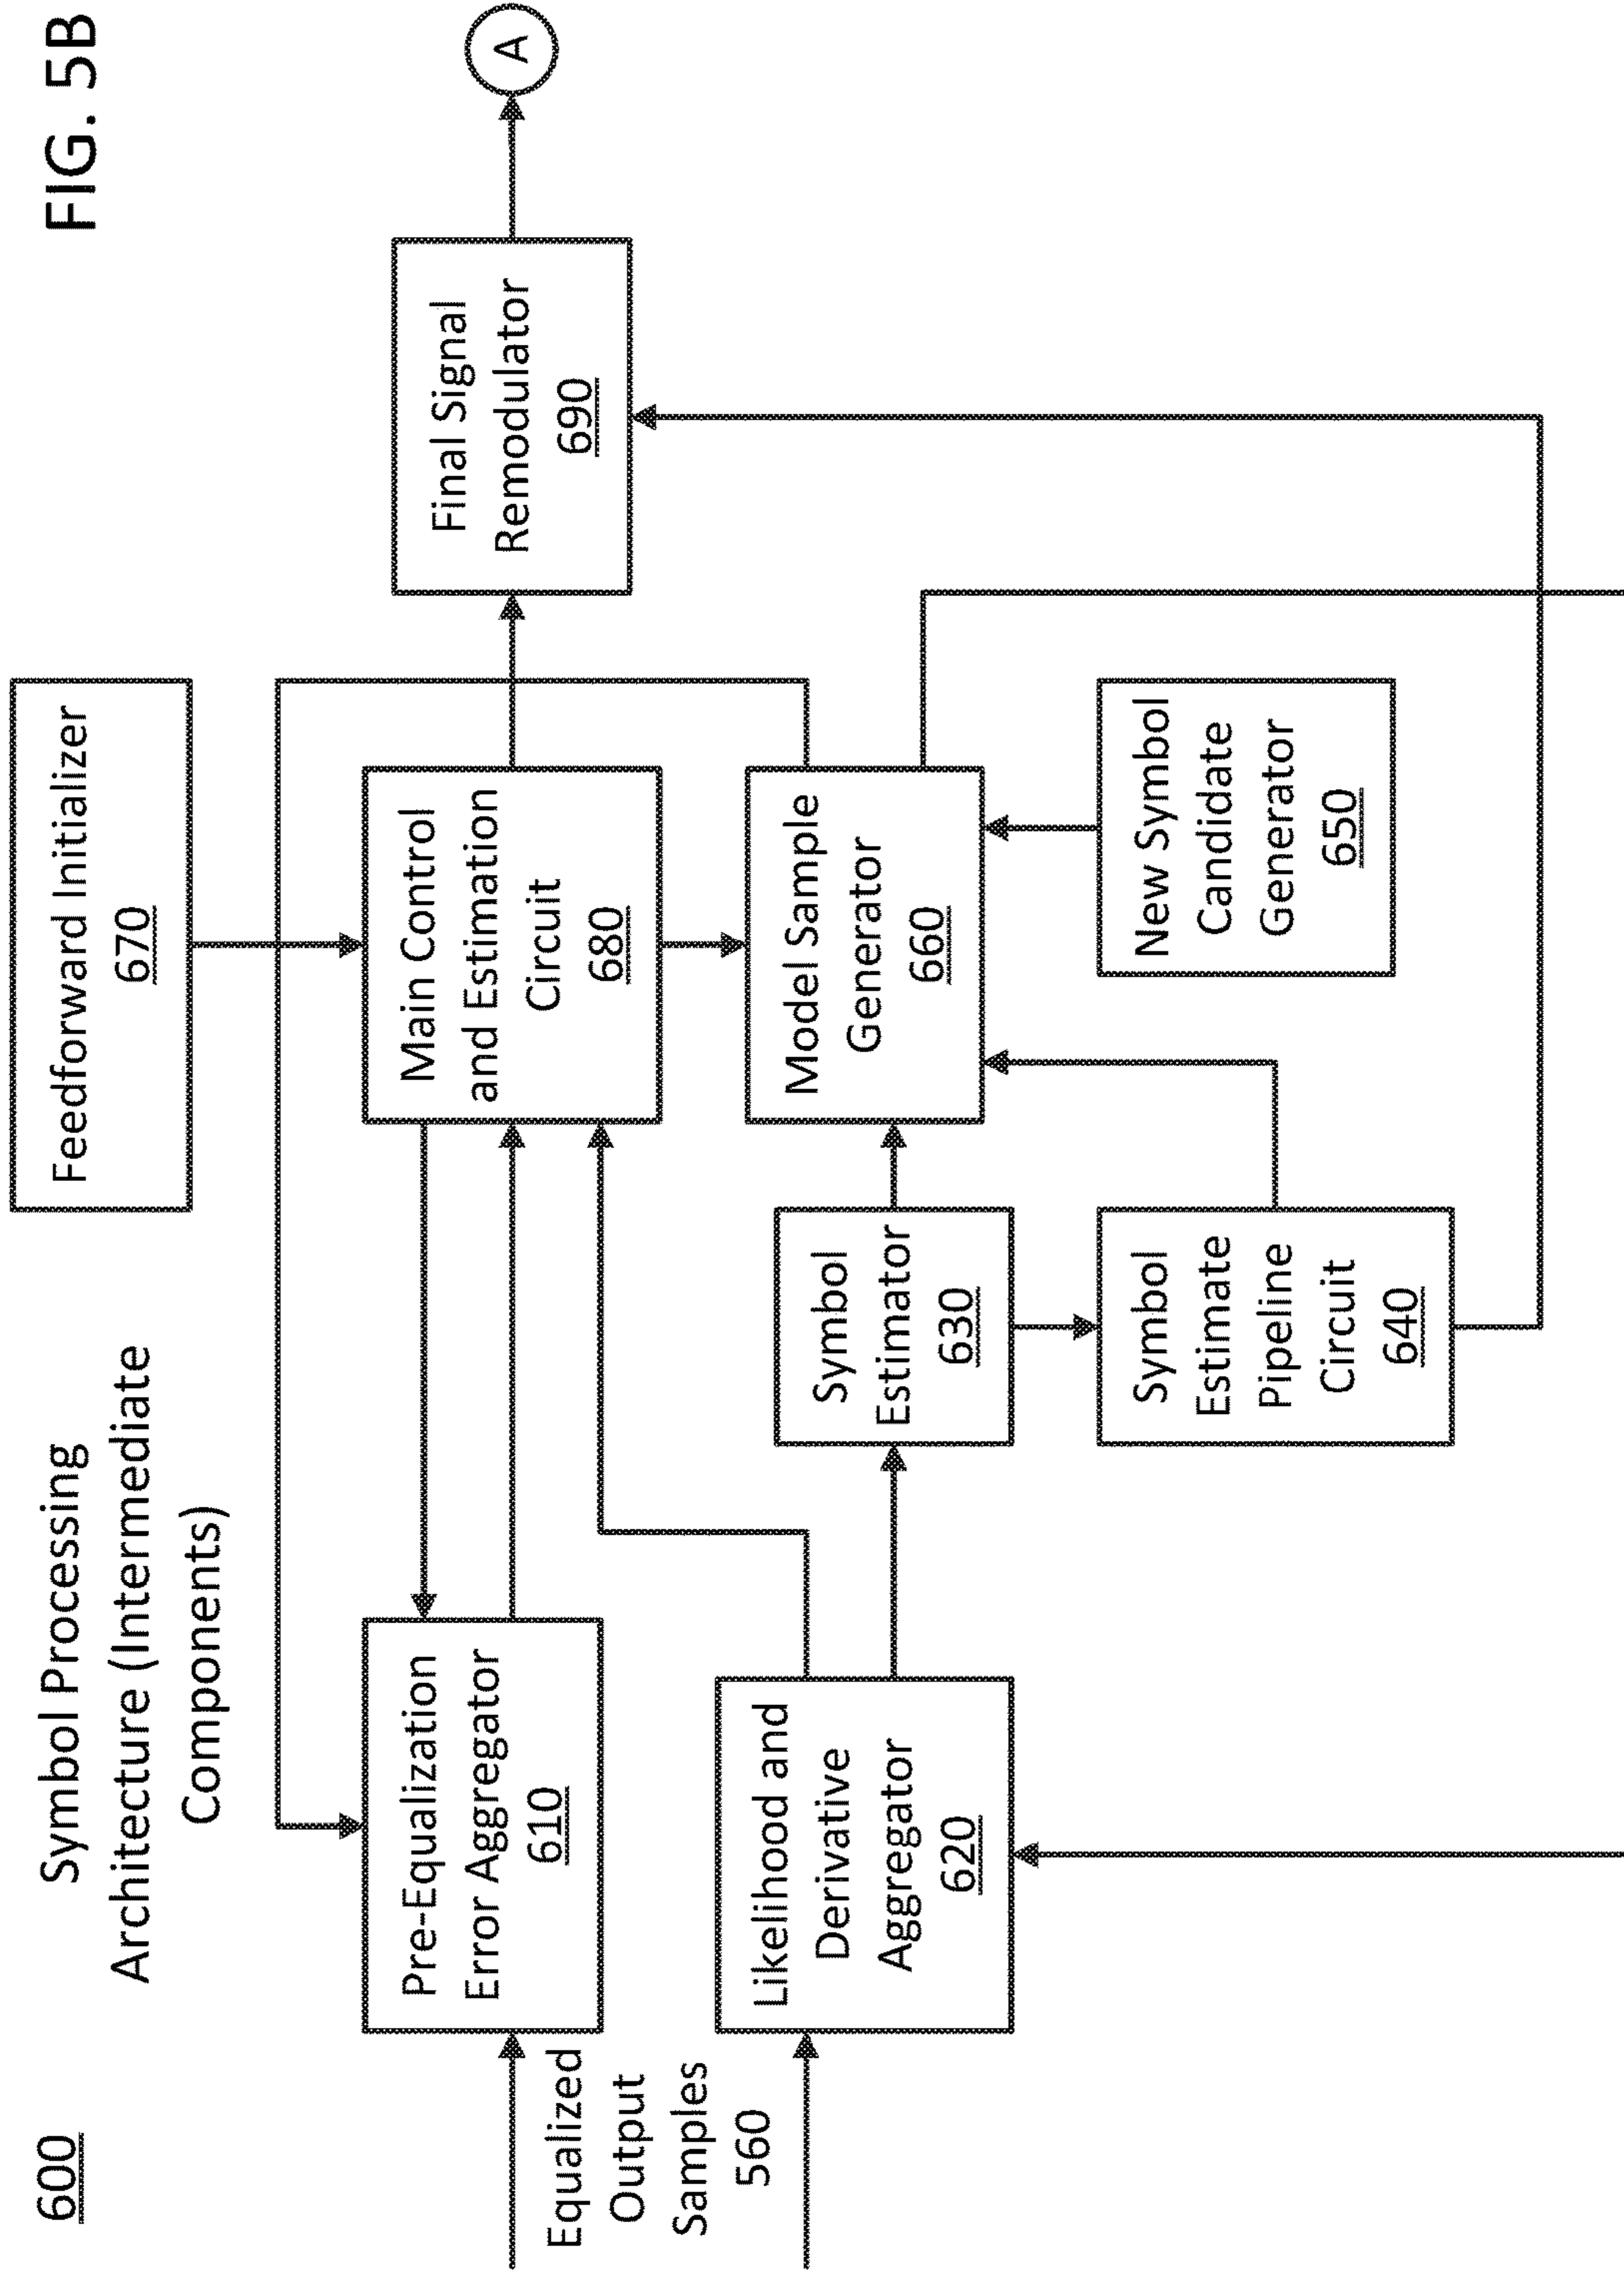 FIG. 5B
600
Symbol Processing
Architecture (Intermediate
Components)
Feedforward Initializer
670
Pre-Equalization
Error Aggregator
610
Main Control
and Estimation
Circuit
680
Final Signal
Remodulator
690
A
Equalized
Output
Samples
560
Likelihood and
Derivative
Aggregator
620
Symbol
Estimator
630
Model Sample
Generator
660
Symbol
Estimate
Pipeline
Circuit
640
New Symbol
Candidate
Generator
650